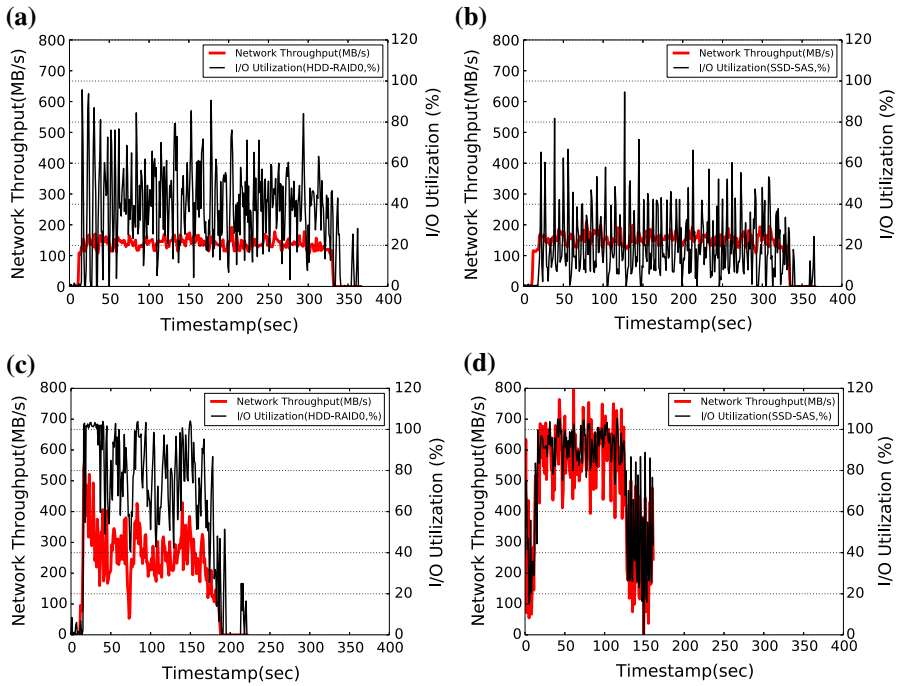 (a)
Network Throughput(MB/s)
800
700
600
500
400
300
200
100
0
Network Throughput(MB/s)
I/O Utilization(HDD-RAID0,%)
120
100
80
60
40
20
0
I/O Utilization (%)
0 50 100 150 200 250 300 350 400
Timestamp(sec)
(b)
Network Throughput(MB/s)
800
700
600
500
400
300
200
100
0
Network Throughput(MB/s)
I/O Utilization(SSD-SAS,%)
120
100
80
60
40
20
0
I/O Utilization (%)
0 50 100 150 200 250 300 350 400
Timestamp(sec)
(c)
Network Throughput(MB/s)
800
700
600
500
400
300
200
100
0
Network Throughput(MB/s)
I/O Utilization(HDD-RAID0,%)
120
100
80
60
40
20
0
I/O Utilization (%)
0 50 100 150 200 250 300 350 400
Timestamp(sec)
(d)
Network Throughput(MB/s)
800
700
600
500
400
300
200
100
0
Network Throughput(MB/s)
I/O Utilization(SSD-SAS,%)
120
100
80
60
40
20
0
I/O Utilization (%)
0 50 100 150 200 250 300 350 400
Timestamp(sec)